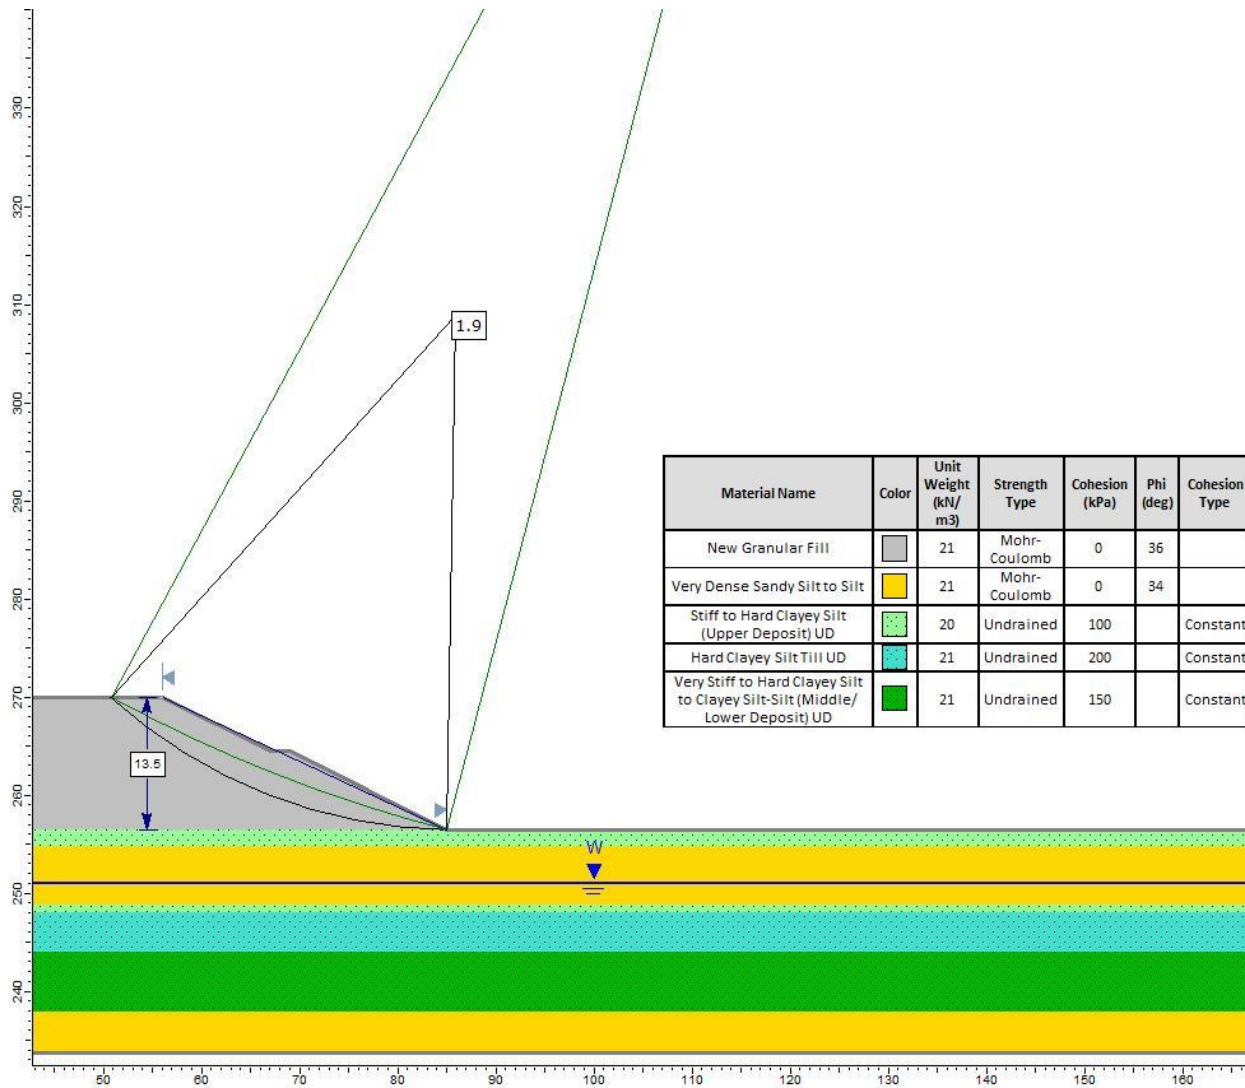 330
320
310
300
290
280
270
260
250
240
1.9
13.5
W
Material Name Color Unit Weight (kN/ m3) Strength Type Cohesion (kPa) Phi (deg) Cohesion Type
New Granular Fill 21 Mohr-Coulomb 0 36
Very Dense Sandy Silt to Silt 21 Mohr-Coulomb 0 34
Stiff to Hard Clayey Silt (Upper Deposit) UD 20 Undrained 100 Constant
Hard Clayey Silt Till UD 21 Undrained 200 Constant
Very Stiff to Hard Clayey Silt to Clayey Silt-Silt (Middle/ Lower Deposit) UD 21 Undrained 150 Constant
50 60 70 80 90 100 110 120 130 140 150 160